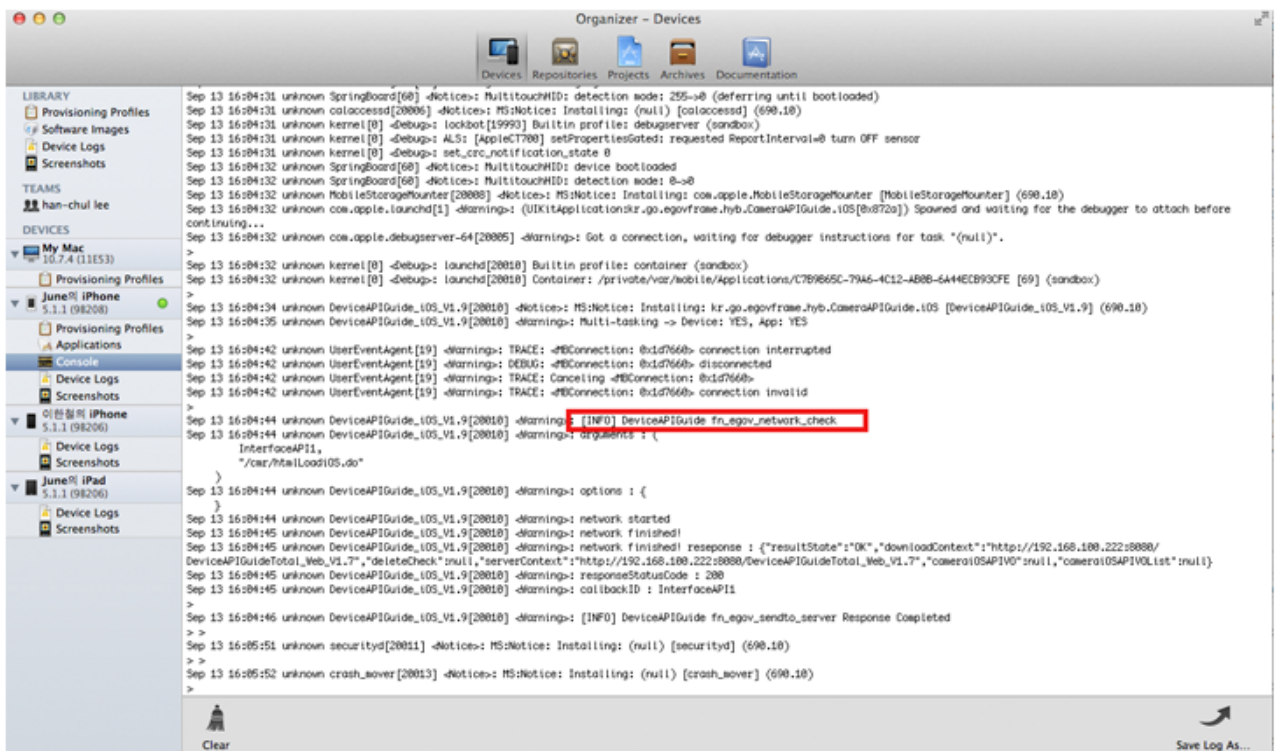 Organizer – Devices
Devices Repositories Projects Archives Documentation
LIBRARY
Provisioning Profiles
Software Images
Device Logs
Screenshots
TEAMS
han-chul lee
DEVICES
My Mac
10.7.4 (11E53)
Provisioning Profiles
June의 iPhone
5.1.1 (9B208)
Provisioning Profiles
Applications
Console
Device Logs
Screenshots
이한철의 iPhone
5.1.1 (9B206)
Device Logs
Screenshots
June의 iPad
5.1.1 (9B206)
Device Logs
Screenshots
Sep 13 16:04:31 unknown SpringBoard[60] <Notice>: MultitouchHID: detection mode: 255->0 (deferring until bootloaded)
Sep 13 16:04:31 unknown calaccessd[20006] <Notice>: MS:Notice: Installing: (null) [calaccessd] (690.10)
Sep 13 16:04:31 unknown kernel[0] <Debug>: lockbot[19993] Builtin profile: debugserver (sandbox)
Sep 13 16:04:31 unknown kernel[0] <Debug>: ALS: [AppleCT700] setPropertiesGated: requested ReportInterval=0 turn OFF sensor
Sep 13 16:04:31 unknown kernel[0] <Debug>: set_crc_notification_state 0
Sep 13 16:04:32 unknown SpringBoard[60] <Notice>: MultitouchHID: device bootloaded
Sep 13 16:04:32 unknown SpringBoard[60] <Notice>: MultitouchHID: detection mode: 0->0
Sep 13 16:04:32 unknown MobileStorageMounter[20008] <Notice>: MS:Notice: Installing: com.apple.MobileStorageMounter [MobileStorageMounter] (690.10)
Sep 13 16:04:32 unknown com.apple.launchd[1] <Warning>: (UIKitApplication:kr.go.egovframe.hyb.CameraAPIGuide.iOS[0x872a]) Spawned and waiting for the debugger to attach before
continuing...
Sep 13 16:04:32 unknown com.apple.debugserver-64[20005] <Warning>: Got a connection, waiting for debugger instructions for task "(null)".
>
Sep 13 16:04:32 unknown kernel[0] <Debug>: launchd[20010] Builtin profile: container (sandbox)
Sep 13 16:04:32 unknown kernel[0] <Debug>: launchd[20010] Container: /private/var/mobile/Applications/C7B9B65C-79A6-4C12-AB0B-6A44ECB93CFE [69] (sandbox)
>
Sep 13 16:04:34 unknown DeviceAPIGuide_iOS_V1.9[20010] <Notice>: MS:Notice: Installing: kr.go.egovframe.hyb.CameraAPIGuide.iOS [DeviceAPIGuide_iOS_V1.9] (690.10)
Sep 13 16:04:35 unknown DeviceAPIGuide_iOS_V1.9[20010] <Warning>: Multi-tasking -> Device: YES, App: YES
>
Sep 13 16:04:42 unknown UserEventAgent[19] <Warning>: TRACE: <MBConnection: 0x1d7660> connection interrupted
Sep 13 16:04:42 unknown UserEventAgent[19] <Warning>: DEBUG: <MBConnection: 0x1d7660> disconnected
Sep 13 16:04:42 unknown UserEventAgent[19] <Warning>: TRACE: Canceling <MBConnection: 0x1d7660>
Sep 13 16:04:42 unknown UserEventAgent[19] <Warning>: TRACE: <MBConnection: 0x1d7660> connection invalid
>
Sep 13 16:04:44 unknown DeviceAPIGuide_iOS_V1.9[20010] <Warning>: [INFO] DeviceAPIGuide fn_egov_network_check
Sep 13 16:04:44 unknown DeviceAPIGuide_iOS_V1.9[20010] <Warning>: arguments : (
InterfaceAPI1,
"/cmr/htmlLoadiOS.do"
)
Sep 13 16:04:44 unknown DeviceAPIGuide_iOS_V1.9[20010] <Warning>: options : {
}
Sep 13 16:04:44 unknown DeviceAPIGuide_iOS_V1.9[20010] <Warning>: network started
Sep 13 16:04:45 unknown DeviceAPIGuide_iOS_V1.9[20010] <Warning>: network finished!
Sep 13 16:04:45 unknown DeviceAPIGuide_iOS_V1.9[20010] <Warning>: network finished! reseponse : {"resultState":"OK","downloadContext":"http://192.168.100.222:8080/
DeviceAPIGuideTotal_Web_V1.7","deleteCheck":null,"serverContext":"http://192.168.100.222:8080/DeviceAPIGuideTotal_Web_V1.7","cameraiOSAPIVO":null,"cameraiOSAPIVOList":null}
Sep 13 16:04:45 unknown DeviceAPIGuide_iOS_V1.9[20010] <Warning>: responseStatusCode : 200
Sep 13 16:04:45 unknown DeviceAPIGuide_iOS_V1.9[20010] <Warning>: callbackID : InterfaceAPI1
>
Sep 13 16:04:46 unknown DeviceAPIGuide_iOS_V1.9[20010] <Warning>: [INFO] DeviceAPIGuide fn_egov_sendto_server Response Completed
> >
Sep 13 16:05:51 unknown securityd[20011] <Notice>: MS:Notice: Installing: (null) [securityd] (690.10)
> >
Sep 13 16:05:52 unknown crash_mover[20013] <Notice>: MS:Notice: Installing: (null) [crash_mover] (690.10)
>
Clear
Save Log As...